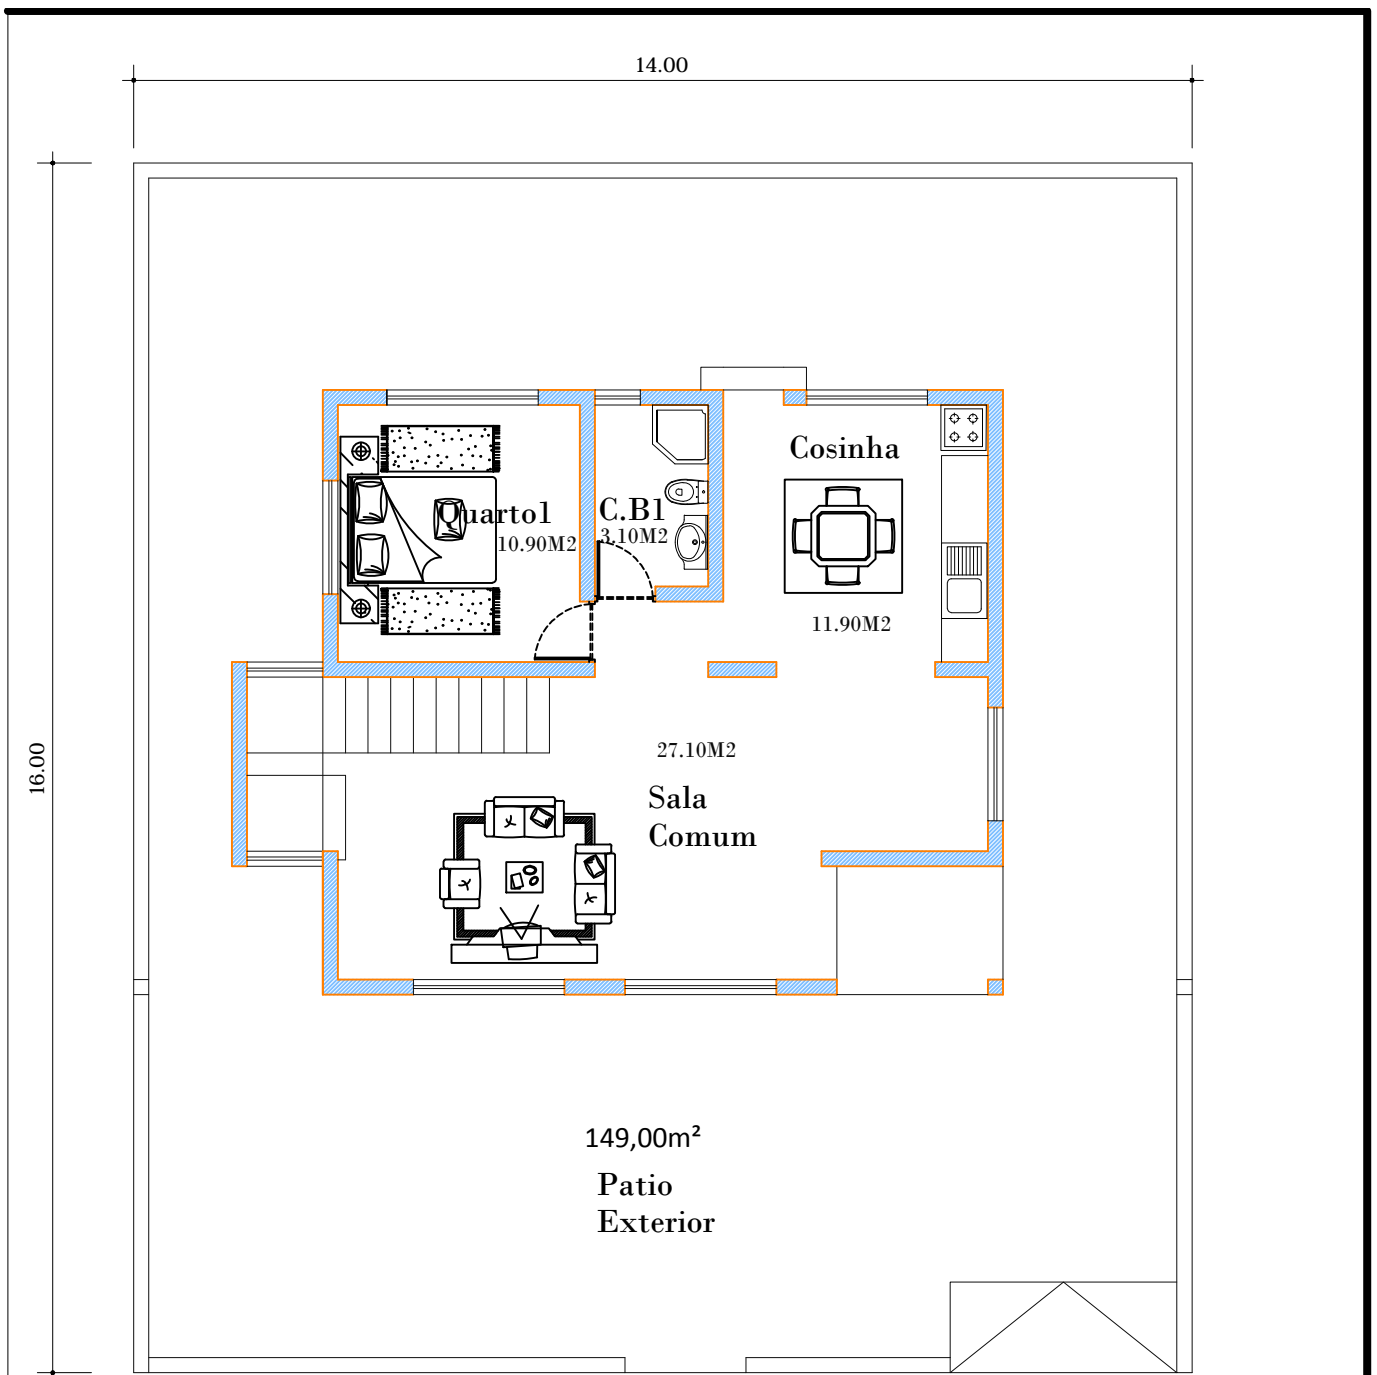 14.00
16.00
Cosinha
Quarto1
10.90M2
C.B1
3.10M2
11.90M2
27.10M2
Sala
Comum
149,00m²
Patio
Exterior